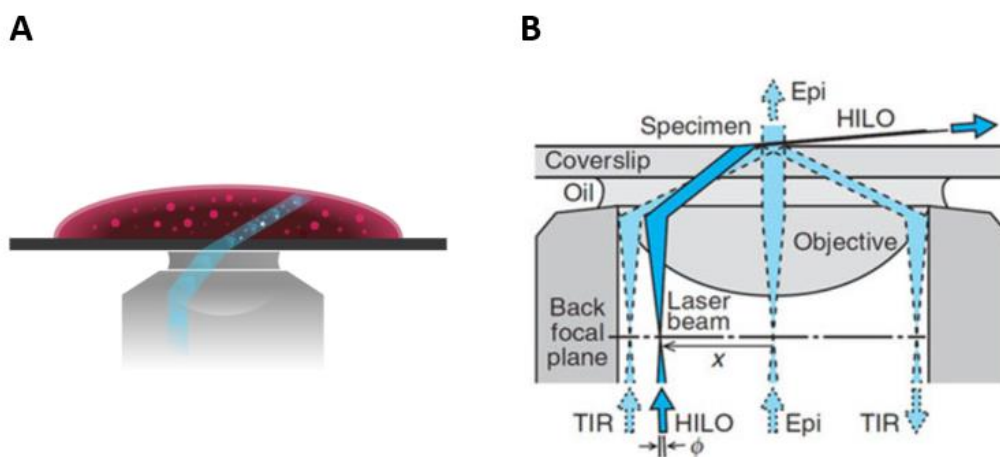 A
B
Epi
Specimen
HILO
Coverslip
Oil
Objective
Back
focal
plane
Laser
beam
x
TIR
HILO
Epi
TIR
ϕ